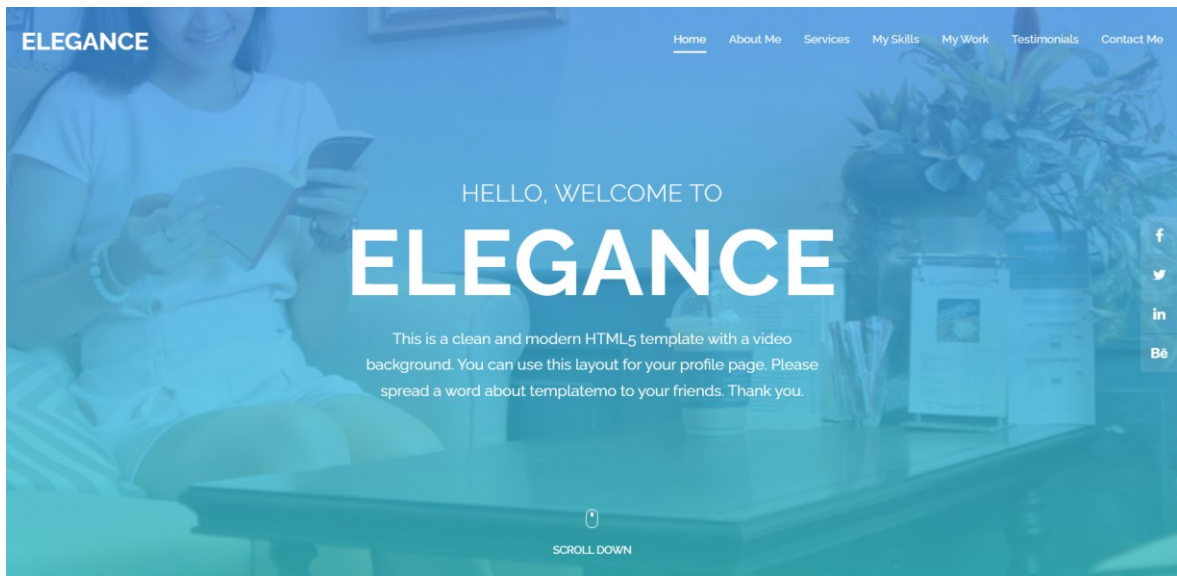 ELEGANCE
Home About Me Services My Skills My Work Testimonials Contact Me
HELLO, WELCOME TO
ELEGANCE
This is a clean and modern HTML5 template with a video
background. You can use this layout for your profile page. Please
spread a word about templatemo to your friends. Thank you.
f
in
Bē
SCROLL DOWN